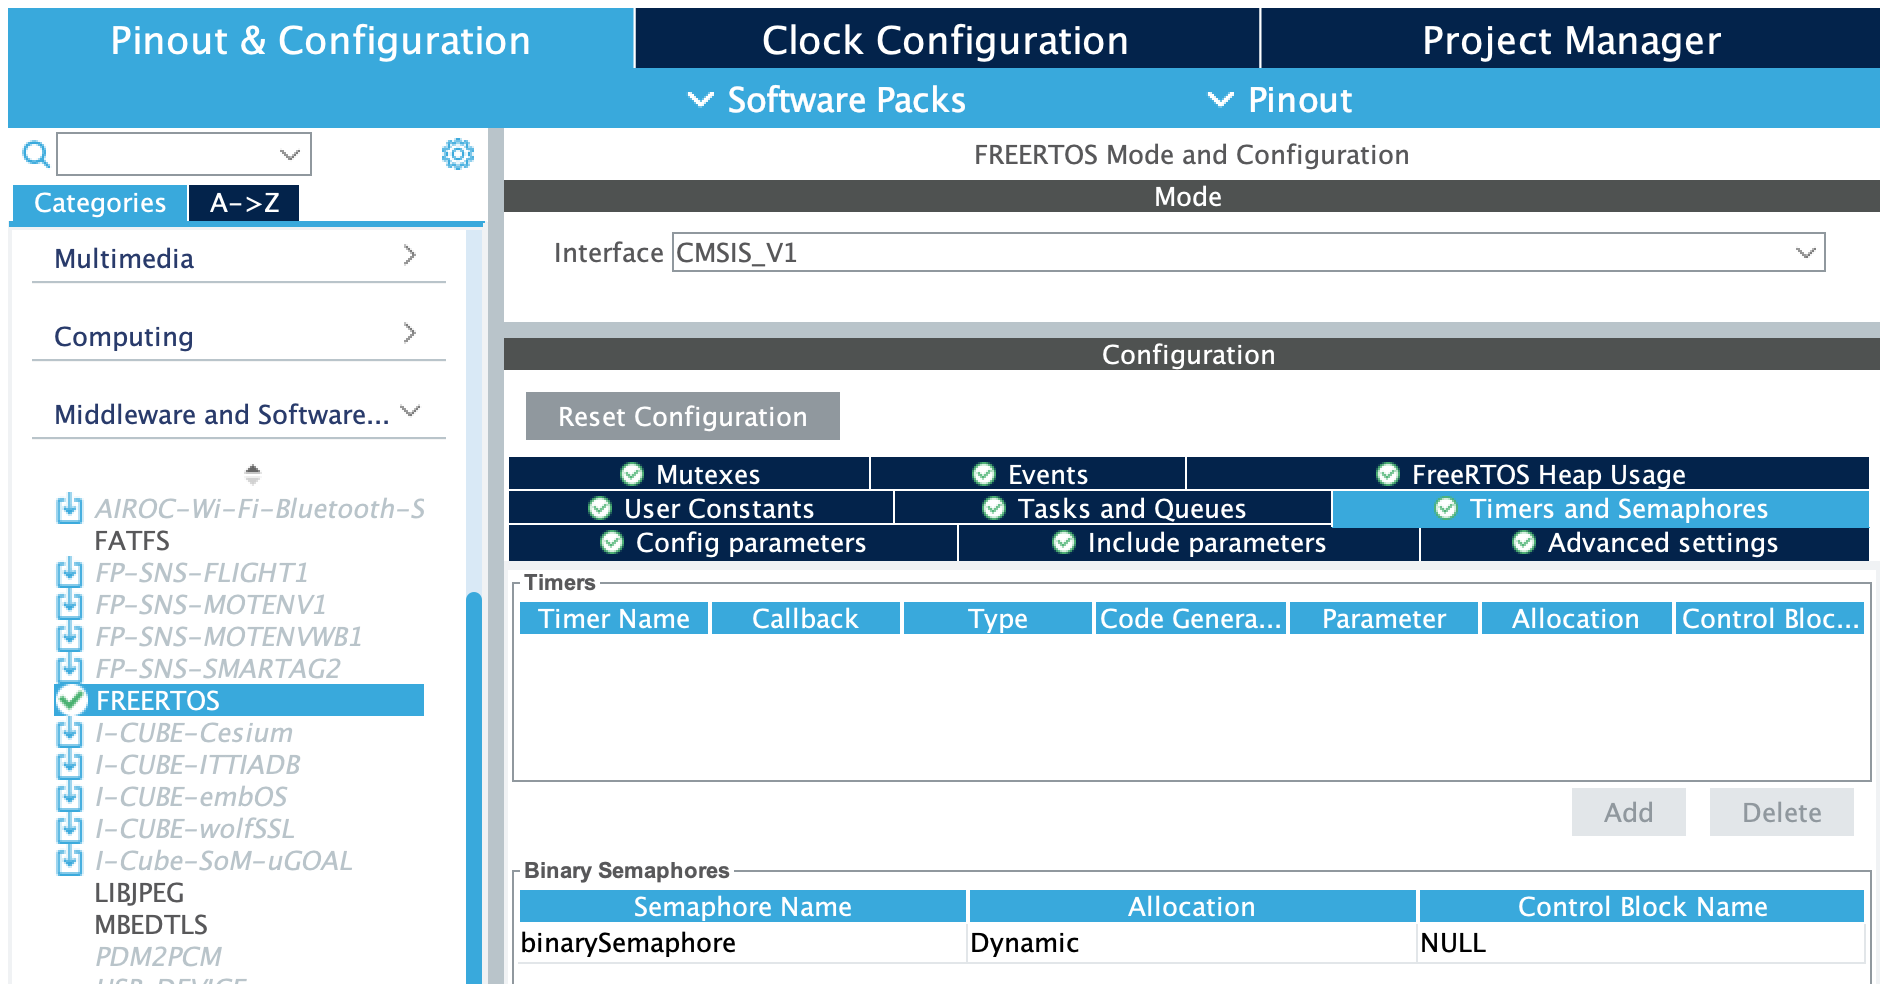 Pinout & Configuration
Clock Configuration
Project Manager
Software Packs
Pinout
Categories
A->Z
Multimedia
Computing
Middleware and Software...
AIROC-Wi-Fi-Bluetooth-S
FATFS
FP-SNS-FLIGHT1
FP-SNS-MOTENV1
FP-SNS-MOTENVWB1
FP-SNS-SMARTAG2
FREERTOS
I-CUBE-Cesium
I-CUBE-ITTIADB
I-CUBE-embOS
I-CUBE-wolfSSL
I-Cube-SoM-uGOAL
LIBJPEG
MBEDTLS
PDM2PCM
USB_DEVICE
FREERTOS Mode and Configuration
Mode
Interface CMSIS_V1
Configuration
Reset Configuration
Mutexes
Events
FreeRTOS Heap Usage
User Constants
Tasks and Queues
Timers and Semaphores
Config parameters
Include parameters
Advanced settings
Timers
Timer Name
Callback
Type
Code Genera...
Parameter
Allocation
Control Bloc...
Add
Delete
Binary Semaphores
Semaphore Name
Allocation
Control Block Name
binarySemaphore
Dynamic
NULL